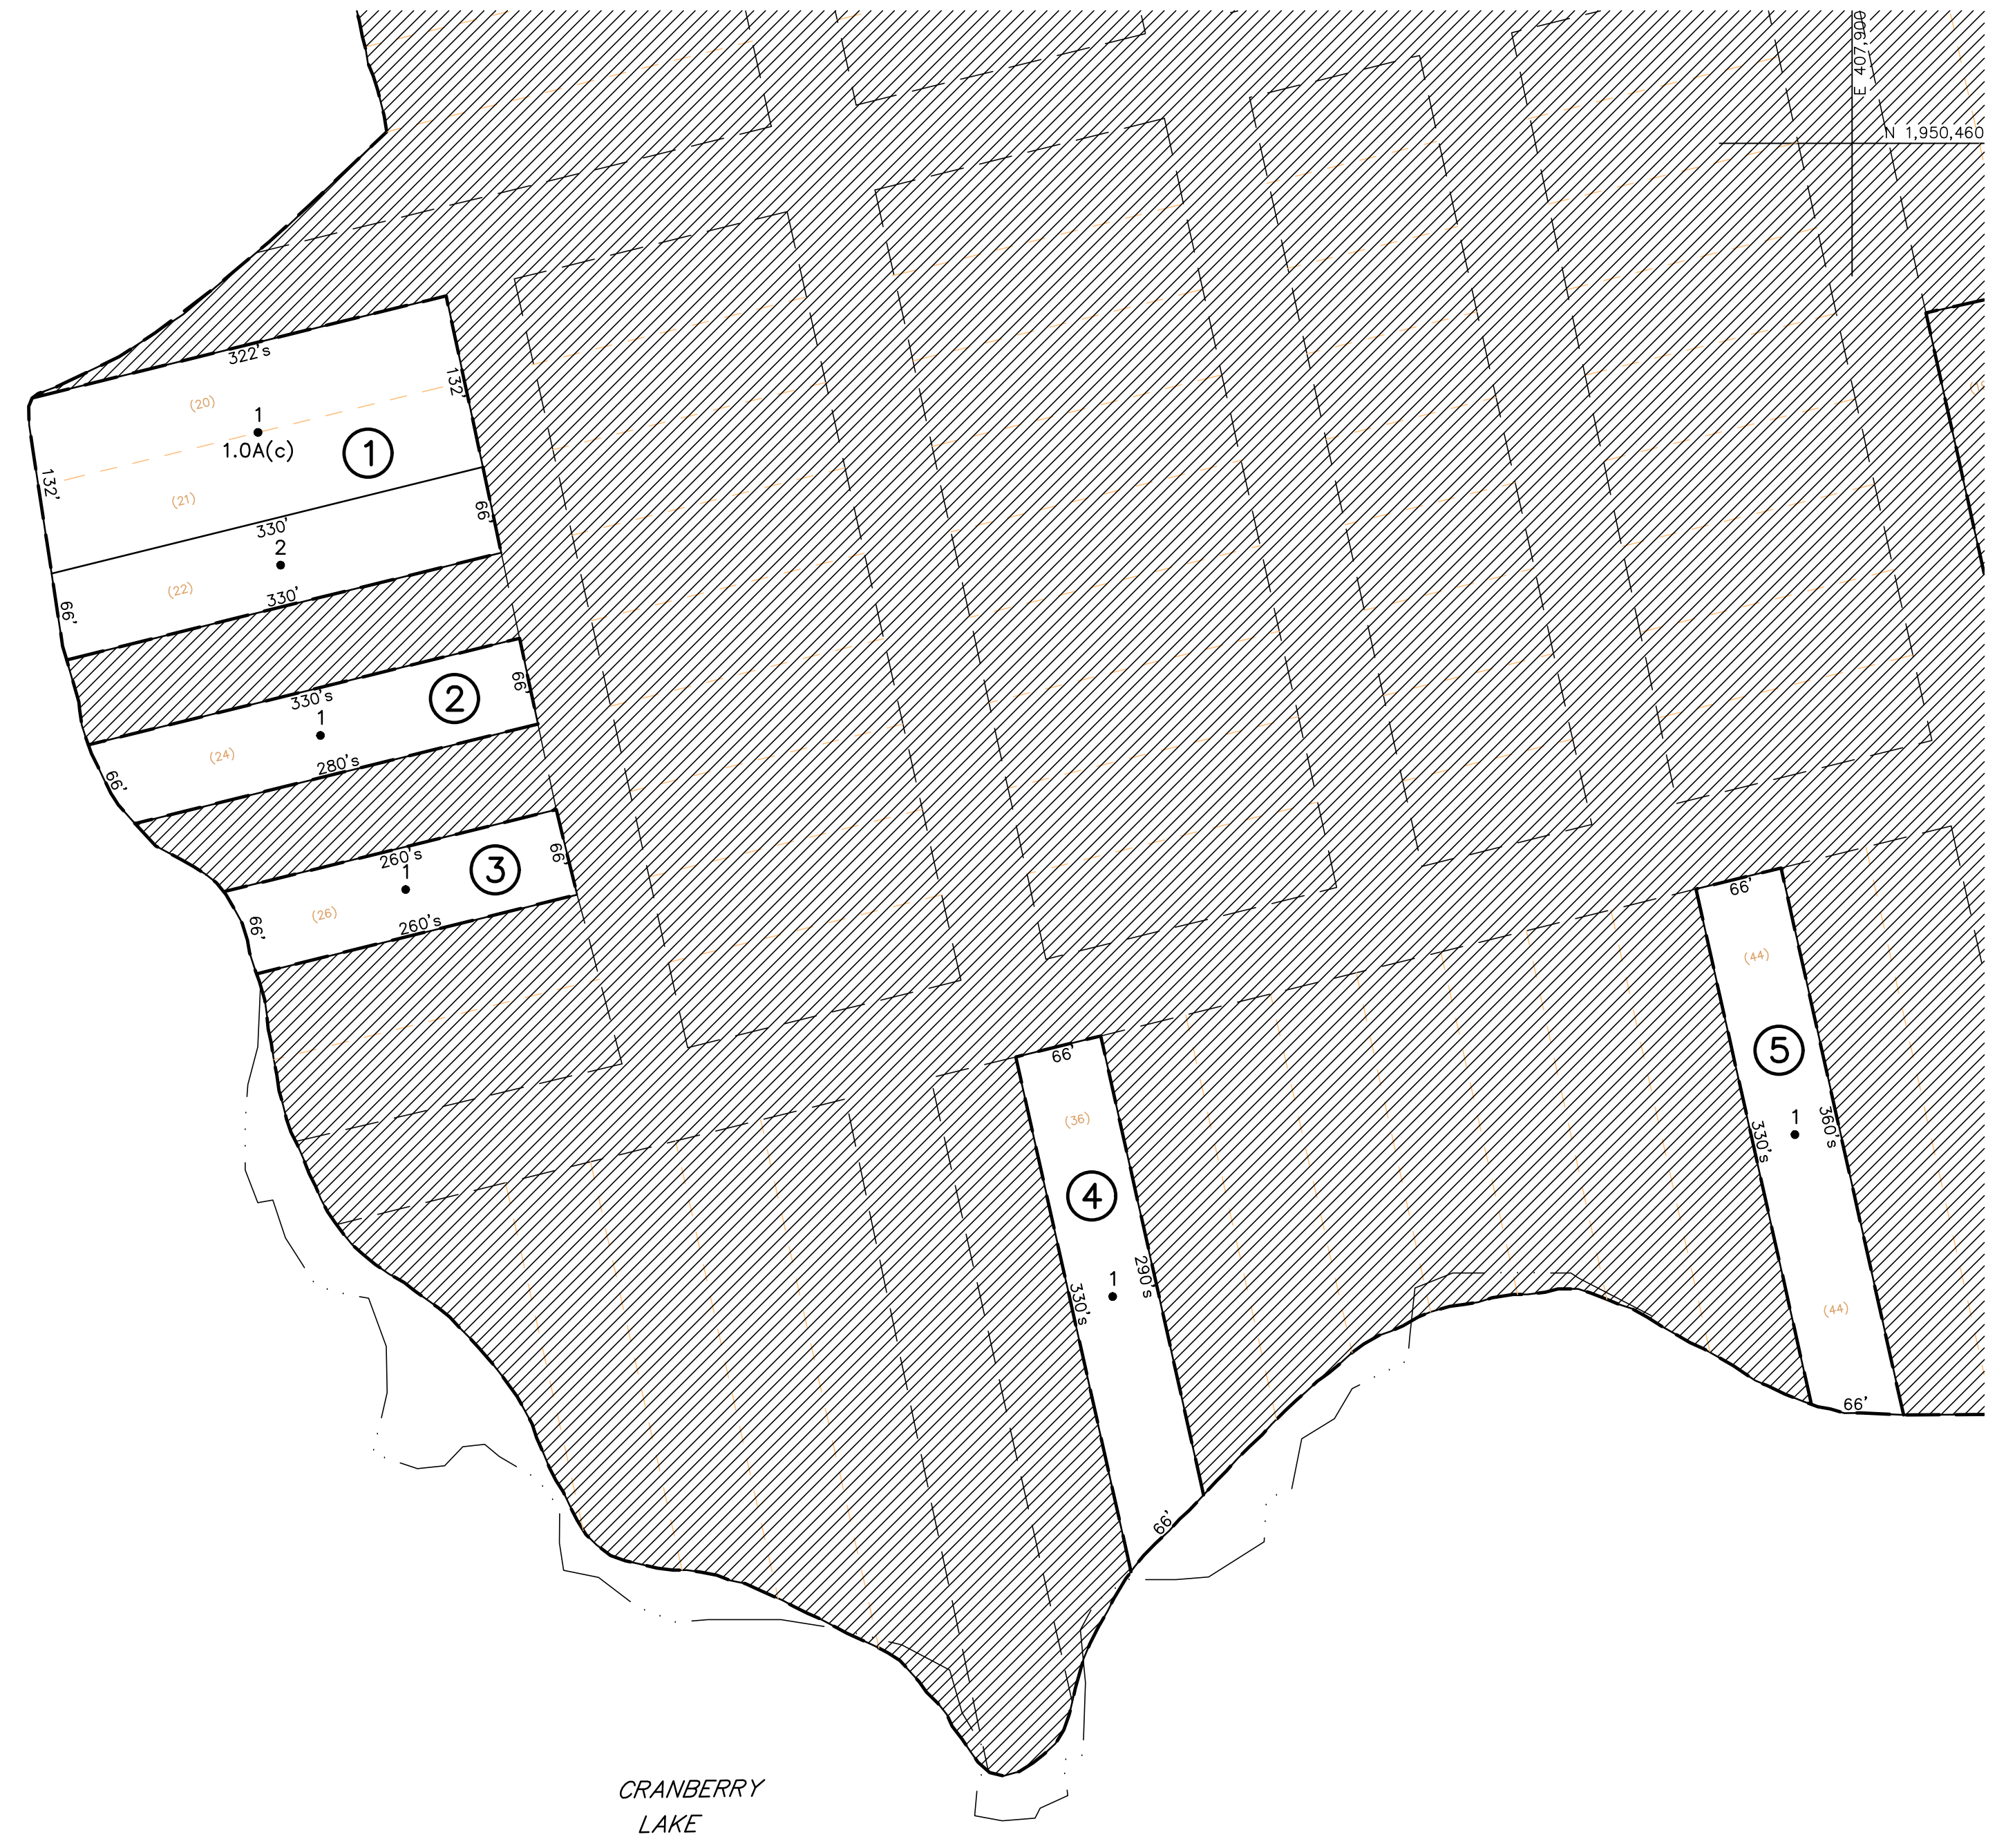 E 407,900
N 1,950,460
322's
132'
(20)
1
1.0A(c)
1
132'
(21)
66'
330'
2
(22)
330'
66'
330's
66'
2
1
(24)
280's
66'
260's
66'
3
1
(26)
260's
66'
66'
(44)
5
1
330's
360's
(44)
66'
66'
(36)
4
1
290's
330's
66'
CRANBERRY
LAKE